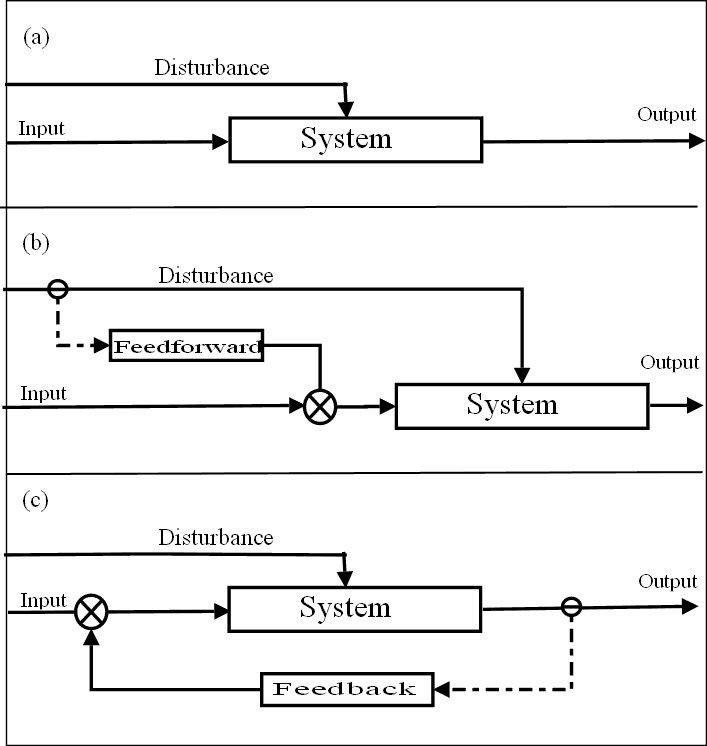 (a)
Disturbance
Input
System
Output
(b)
Disturbance
Feedforward
Input
System
Output
(c)
Disturbance
Input
System
Output
Feedback